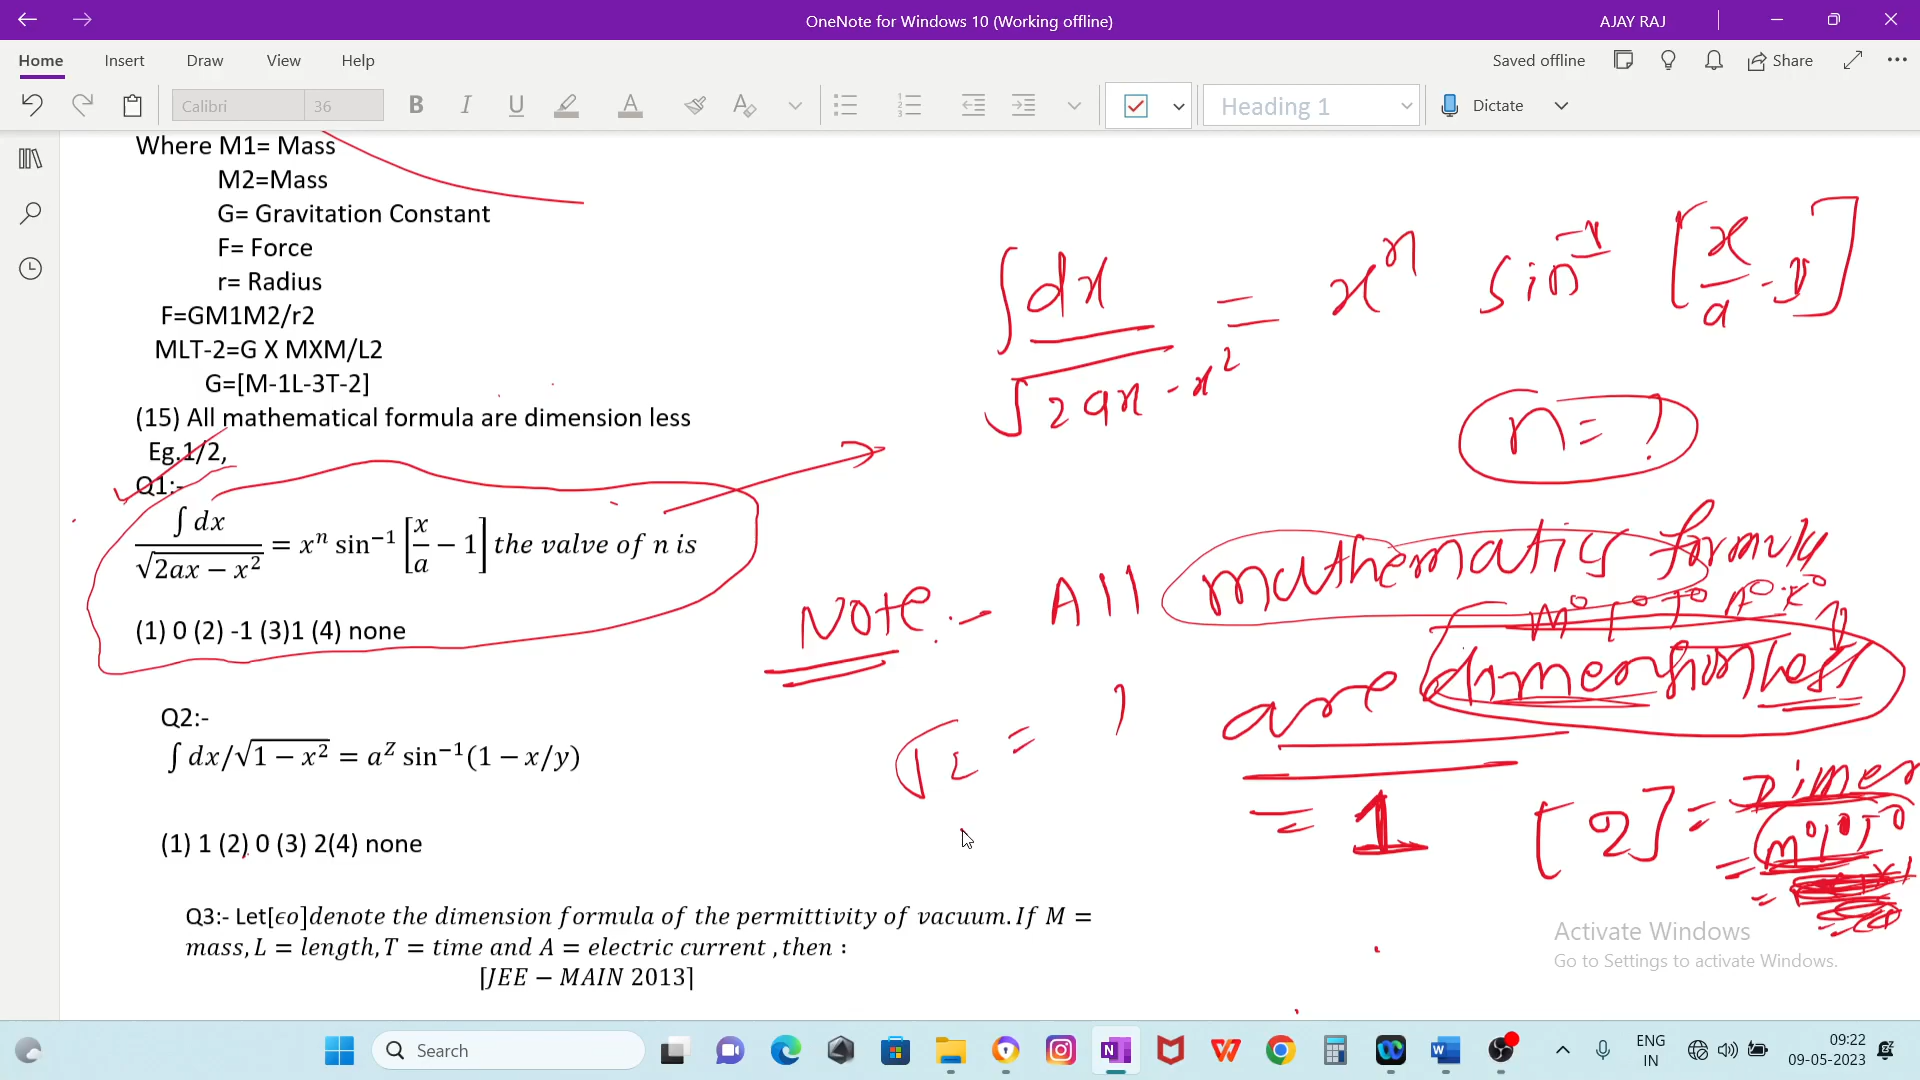 OneNote for Windows 10 (Working offline)
AJAY RAJ
Home Insert Draw View Help
Saved offline
Share
Calibri 36
B I U A
Heading 1
Dictate
Where M1= Mass
M2=Mass
G= Gravitation Constant
F= Force
r= Radius
F=GM1M2/r2
MLT-2=G X MXM/L2
G=[M-1L-3T-2]
(15) All mathematical formula are dimension less
Eg.1/2,
Q1:-
∫dx/√2ax − x² = xⁿ sin⁻¹ [x/a − 1] the valve of n is
(1) 0 (2) -1 (3)1 (4) none
Q2:-
∫ dx/√1 − x² = a^Z sin⁻¹(1 − x/y)
(1) 1 (2) 0 (3) 2(4) none
Q3:- Let[ϵo]denote the dimension formula of the permittivity of vacuum.If M =
mass, L = length, T = time and A = electric current ,then :
[JEE − MAIN 2013]
∫dx/√2ax - x² = xⁿ sin⁻¹ [x/a - 1]
n = ?
Note:- All mathematics formula
are dimension less
= 1
[2] =
Activate Windows
Go to Settings to activate Windows.
Search
ENG
IN
09:22
09-05-2023